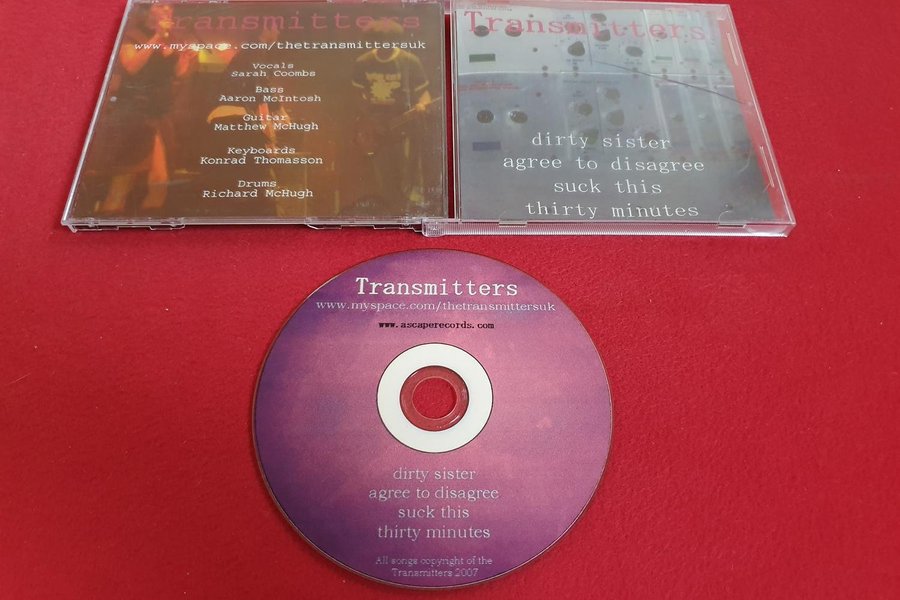 Transmitters
www.myspace.com/thetransmittersuk
Vocals
Sarah Coombs
Bass
Aaron McIntosh
Guitar
Matthew McHugh
Keyboards
Konrad Thomasson
Drums
Richard McHugh
Transmitters
dirty sister
agree to disagree
suck this
thirty minutes
Transmitters
www.myspace.com/thetransmittersuk
www.ascaperecords.com
dirty sister
agree to disagree
suck this
thirty minutes
All songs copyright of the
Transmitters 2007